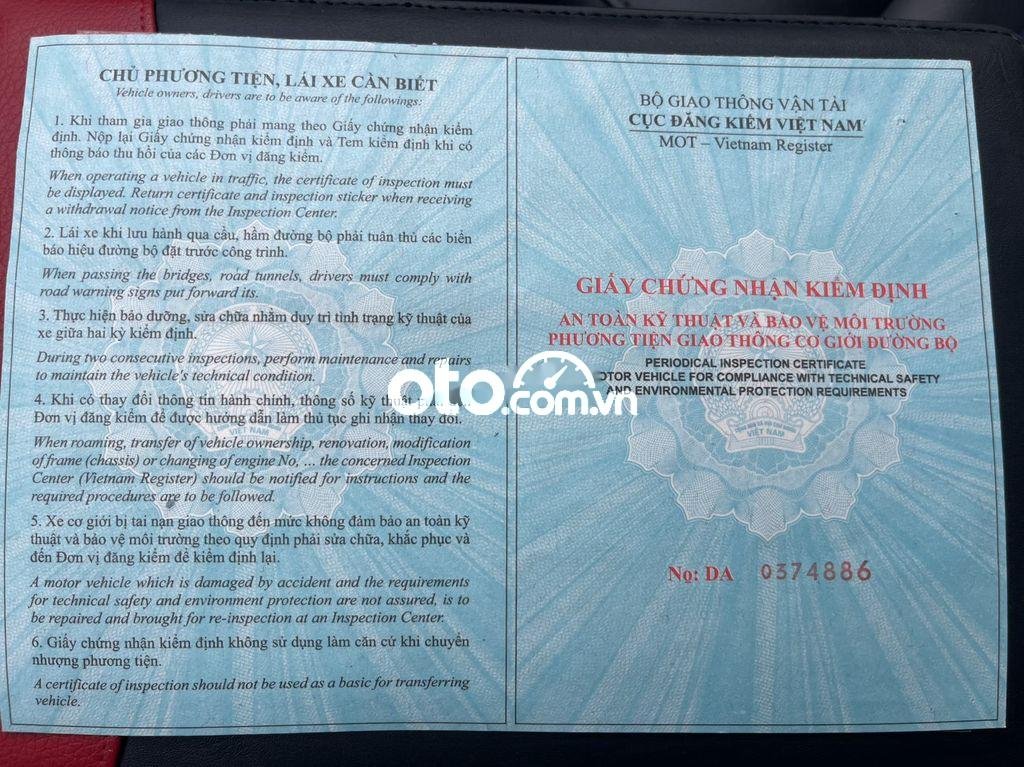 CHỦ PHƯƠNG TIỆN, LÁI XE CẦN BIẾT
Vehicle owners, drivers are to be aware of the followings:
1. Khi tham gia giao thông phải mang theo Giấy chứng nhận kiểm
định. Nộp lại Giấy chứng nhận kiểm định và Tem kiểm định khi có
thông báo thu hồi của các Đơn vị đăng kiểm.
When operating a vehicle in traffic, the certificate of inspection must
be displayed. Return certificate and inspection sticker when receiving
a withdrawal notice from the Inspection Center.
2. Lái xe khi lưu hành qua cầu, hầm đường bộ phải tuân thủ các biển
báo hiệu đường bộ đặt trước công trình.
When passing the bridges, road tunnels, drivers must comply with
road warning signs put forward its.
3. Thực hiện bảo dưỡng, sửa chữa nhằm duy trì tình trạng kỹ thuật của
xe giữa hai kỳ kiểm định.
During two consecutive inspections, perform maintenance and repairs
to maintain the vehicle's technical condition.
4. Khi có thay đổi thông tin hành chính, thông số kỹ thuật
Đơn vị đăng kiểm để được hướng dẫn làm thủ tục ghi nhận thay đổi.
When roaming, transfer of vehicle ownership, renovation, modification
of frame (chassis) or changing of engine No, ... the concerned Inspection
Center (Vietnam Register) should be notified for instructions and the
required procedures are to be followed.
5. Xe cơ giới bị tai nạn giao thông đến mức không đảm bảo an toàn kỹ
thuật và bảo vệ môi trường theo quy định phải sửa chữa, khắc phục và
đến Đơn vị đăng kiểm để kiểm định lại.
A motor vehicle which is damaged by accident and the requirements
for technical safety and environment protection are not assured, is to
be repaired and brought for re-inspection at an Inspection Center.
6. Giấy chứng nhận kiểm định không sử dụng làm căn cứ khi chuyển
nhượng phương tiện.
A certificate of inspection should not be used as a basic for transferring
vehicle.
VIỆT NAM
BỘ GIAO THÔNG VẬN TẢI
CỤC ĐĂNG KIỂM VIỆT NAM
MOT – Vietnam Register
GIẤY CHỨNG NHẬN KIỂM ĐỊNH
AN TOÀN KỸ THUẬT VÀ BẢO VỆ MÔI TRƯỜNG
PHƯƠNG TIỆN GIAO THÔNG CƠ GIỚI ĐƯỜNG BỘ
PERIODICAL INSPECTION CERTIFICATE
OTOR VEHICLE FOR COMPLIANCE WITH TECHNICAL SAFETY
AND ENVIRONMENTAL PROTECTION REQUIREMENTS
VIỆT NAM
No: DA 0374886
oto.com.vn